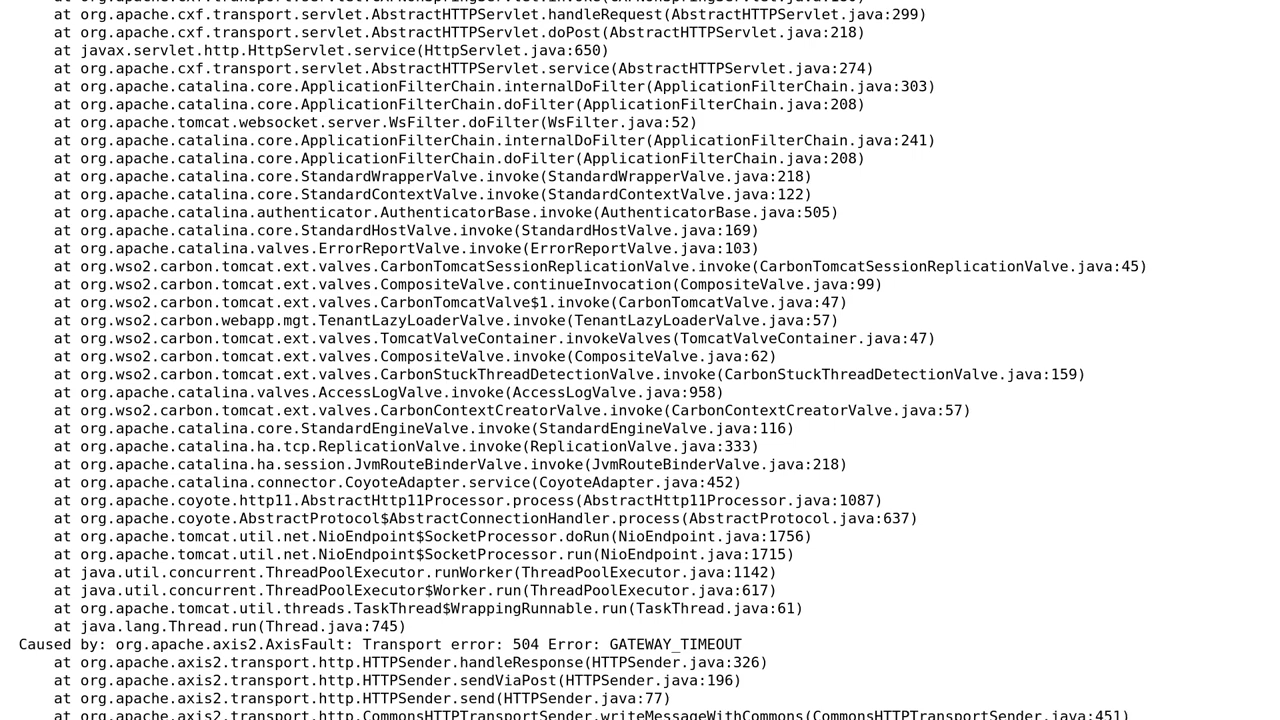 at org.apache.cxf.transport.servlet.AbstractHTTPServlet.handleRequest(AbstractHTTPServlet.java:299)
at org.apache.cxf.transport.servlet.AbstractHTTPServlet.doPost(AbstractHTTPServlet.java:218)
at javax.servlet.http.HttpServlet.service(HttpServlet.java:650)
at org.apache.cxf.transport.servlet.AbstractHTTPServlet.service(AbstractHTTPServlet.java:274)
at org.apache.catalina.core.ApplicationFilterChain.internalDoFilter(ApplicationFilterChain.java:303)
at org.apache.catalina.core.ApplicationFilterChain.doFilter(ApplicationFilterChain.java:208)
at org.apache.tomcat.websocket.server.WsFilter.doFilter(WsFilter.java:52)
at org.apache.catalina.core.ApplicationFilterChain.internalDoFilter(ApplicationFilterChain.java:241)
at org.apache.catalina.core.ApplicationFilterChain.doFilter(ApplicationFilterChain.java:208)
at org.apache.catalina.core.StandardWrapperValve.invoke(StandardWrapperValve.java:218)
at org.apache.catalina.core.StandardContextValve.invoke(StandardContextValve.java:122)
at org.apache.catalina.authenticator.AuthenticatorBase.invoke(AuthenticatorBase.java:505)
at org.apache.catalina.core.StandardHostValve.invoke(StandardHostValve.java:169)
at org.apache.catalina.valves.ErrorReportValve.invoke(ErrorReportValve.java:103)
at org.wso2.carbon.tomcat.ext.valves.CarbonTomcatSessionReplicationValve.invoke(CarbonTomcatSessionReplicationValve.java:45)
at org.wso2.carbon.tomcat.ext.valves.CompositeValve.continueInvocation(CompositeValve.java:99)
at org.wso2.carbon.tomcat.ext.valves.CarbonTomcatValve$1.invoke(CarbonTomcatValve.java:47)
at org.wso2.carbon.webapp.mgt.TenantLazyLoaderValve.invoke(TenantLazyLoaderValve.java:57)
at org.wso2.carbon.tomcat.ext.valves.TomcatValveContainer.invokeValves(TomcatValveContainer.java:47)
at org.wso2.carbon.tomcat.ext.valves.CompositeValve.invoke(CompositeValve.java:62)
at org.wso2.carbon.tomcat.ext.valves.CarbonStuckThreadDetectionValve.invoke(CarbonStuckThreadDetectionValve.java:159)
at org.apache.catalina.valves.AccessLogValve.invoke(AccessLogValve.java:958)
at org.wso2.carbon.tomcat.ext.valves.CarbonContextCreatorValve.invoke(CarbonContextCreatorValve.java:57)
at org.apache.catalina.core.StandardEngineValve.invoke(StandardEngineValve.java:116)
at org.apache.catalina.ha.tcp.ReplicationValve.invoke(ReplicationValve.java:333)
at org.apache.catalina.ha.session.JvmRouteBinderValve.invoke(JvmRouteBinderValve.java:218)
at org.apache.catalina.connector.CoyoteAdapter.service(CoyoteAdapter.java:452)
at org.apache.coyote.http11.AbstractHttp11Processor.process(AbstractHttp11Processor.java:1087)
at org.apache.coyote.AbstractProtocol$AbstractConnectionHandler.process(AbstractProtocol.java:637)
at org.apache.tomcat.util.net.NioEndpoint$SocketProcessor.doRun(NioEndpoint.java:1756)
at org.apache.tomcat.util.net.NioEndpoint$SocketProcessor.run(NioEndpoint.java:1715)
at java.util.concurrent.ThreadPoolExecutor.runWorker(ThreadPoolExecutor.java:1142)
at java.util.concurrent.ThreadPoolExecutor$Worker.run(ThreadPoolExecutor.java:617)
at org.apache.tomcat.util.threads.TaskThread$WrappingRunnable.run(TaskThread.java:61)
at java.lang.Thread.run(Thread.java:745)
Caused by: org.apache.axis2.AxisFault: Transport error: 504 Error: GATEWAY_TIMEOUT
at org.apache.axis2.transport.http.HTTPSender.handleResponse(HTTPSender.java:326)
at org.apache.axis2.transport.http.HTTPSender.sendViaPost(HTTPSender.java:196)
at org.apache.axis2.transport.http.HTTPSender.send(HTTPSender.java:77)
at org.apache.axis2.transport.http.CommonsHTTPTransportSender.writeMessageWithCommons(CommonsHTTPTransportSender.java:451)